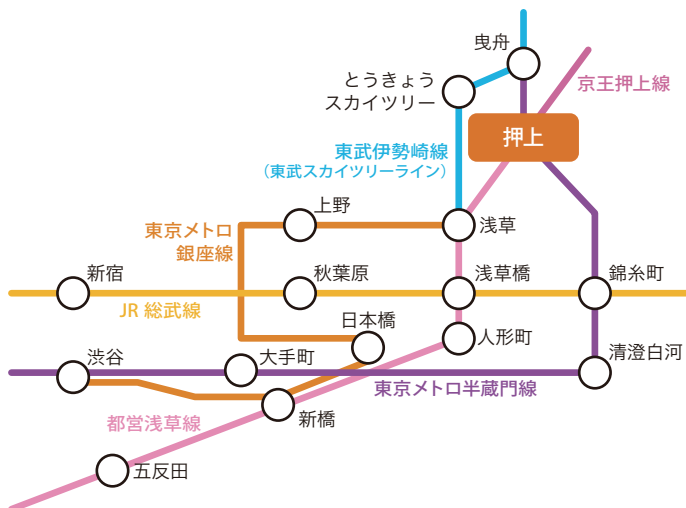 曳舟
とうきょう
スカイツリー
京王押上線
押上
東武伊勢崎線
（東武スカイツリーライン）
上野
東京メトロ
銀座線
浅草
新宿
秋葉原
浅草橋
錦糸町
JR 総武線
日本橋
人形町
渋谷
大手町
清澄白河
東京メトロ半蔵門線
都営浅草線
新橋
五反田